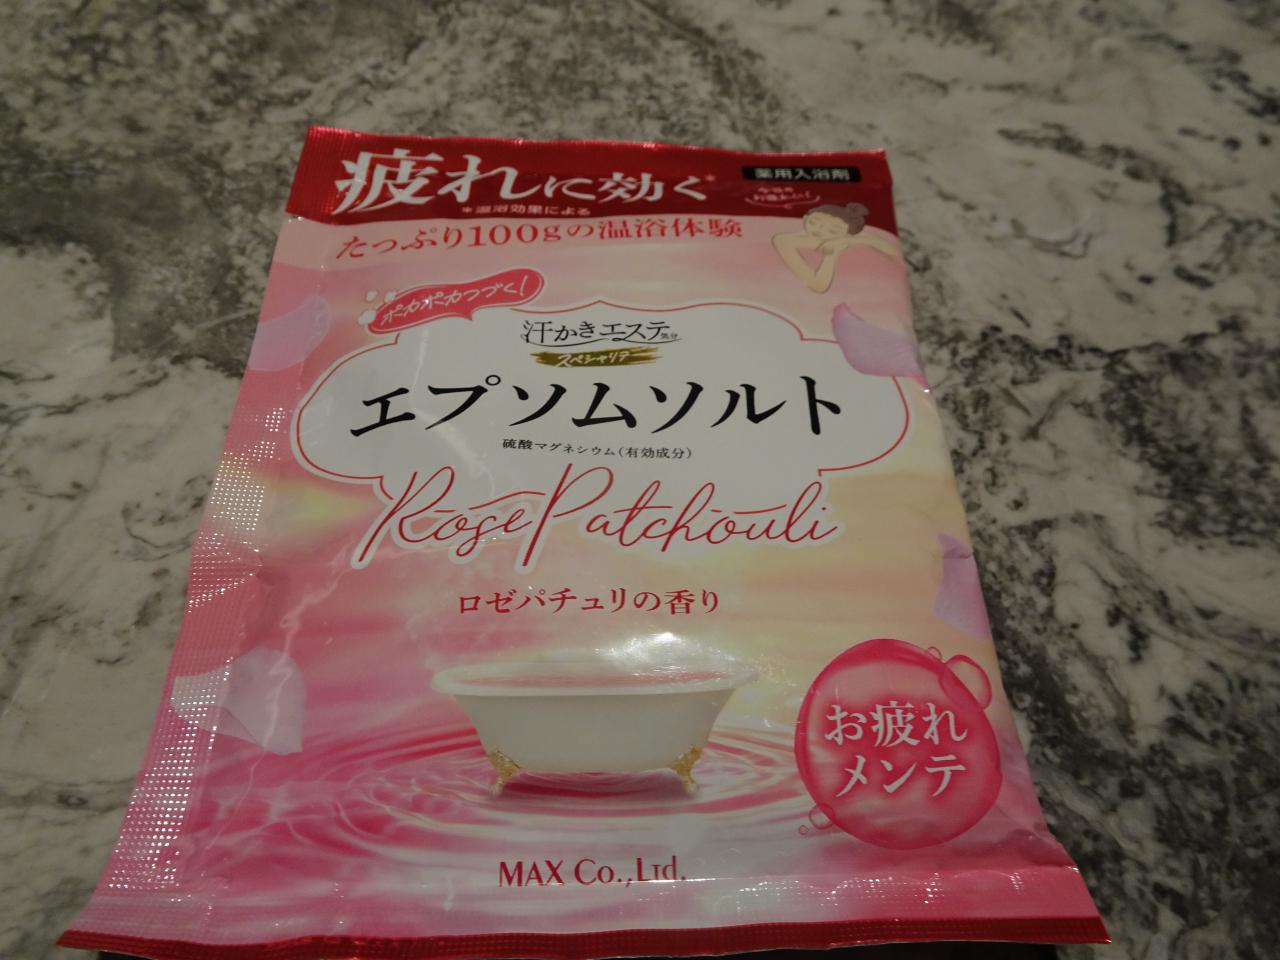 疲れに効く*
*温浴効果による
薬用入浴剤
たっぷり100gの温浴体験
ポカポカつづく!
汗かきエステ気分
スペシャリテ
エプソムソルト
硫酸マグネシウム(有効成分)
Rose Patchouli
ロゼパチュリの香り
お疲れ
メンテ
MAX Co.,Ltd.